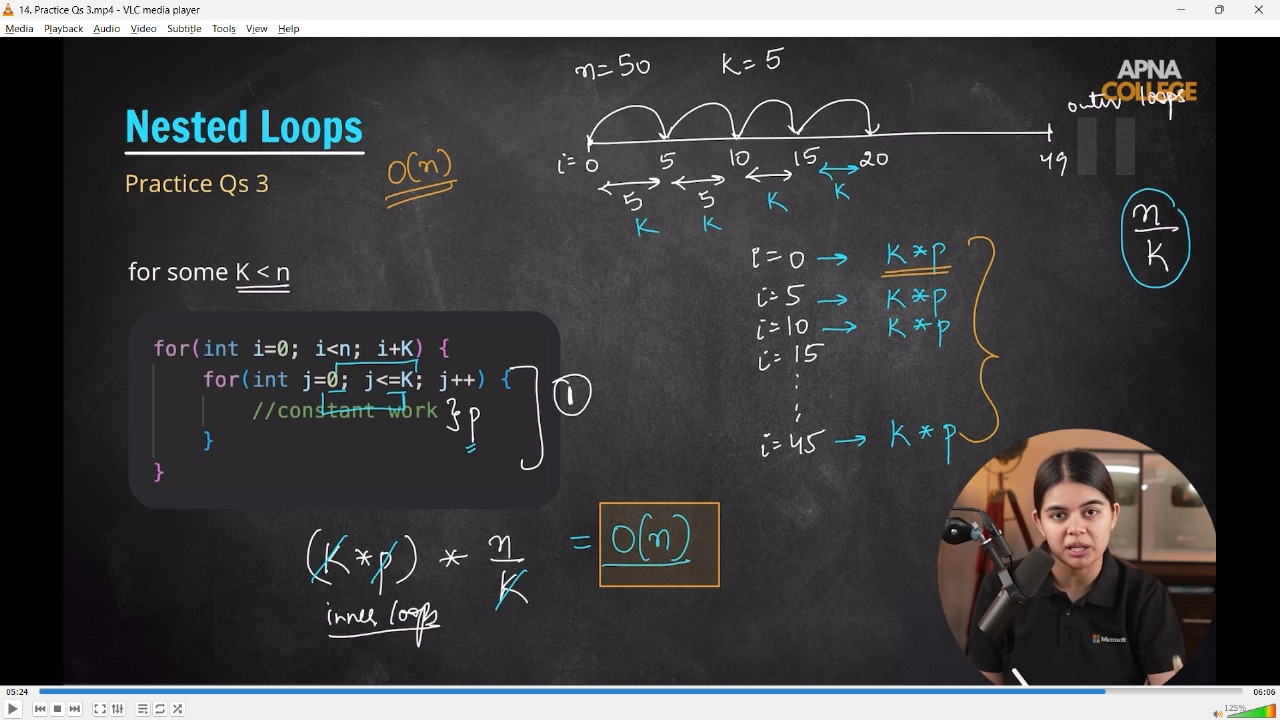 14. Practice Qs 3.mp4 - VLC media player
Media Playback Audio Video Subtitle Tools View Help
n=50 K=5
APNA
COLLEGE
outer loops
Nested Loops
Practice Qs 3
O(n)
i= 0 5 10 15 20 49
5 5 K K
K K
n
K
for some K < n
i=0 → K*p
i=5 → K*p
i=10 → K*p
i=15
i=45 → K*p
for(int i=0; i<n; i+K) {
for(int j=0; j<=K; j++) {
//constant work } p
}
}
1
(K*p) * n/K = O(n)
inner loops
Microsoft
05:24 06:06
125%